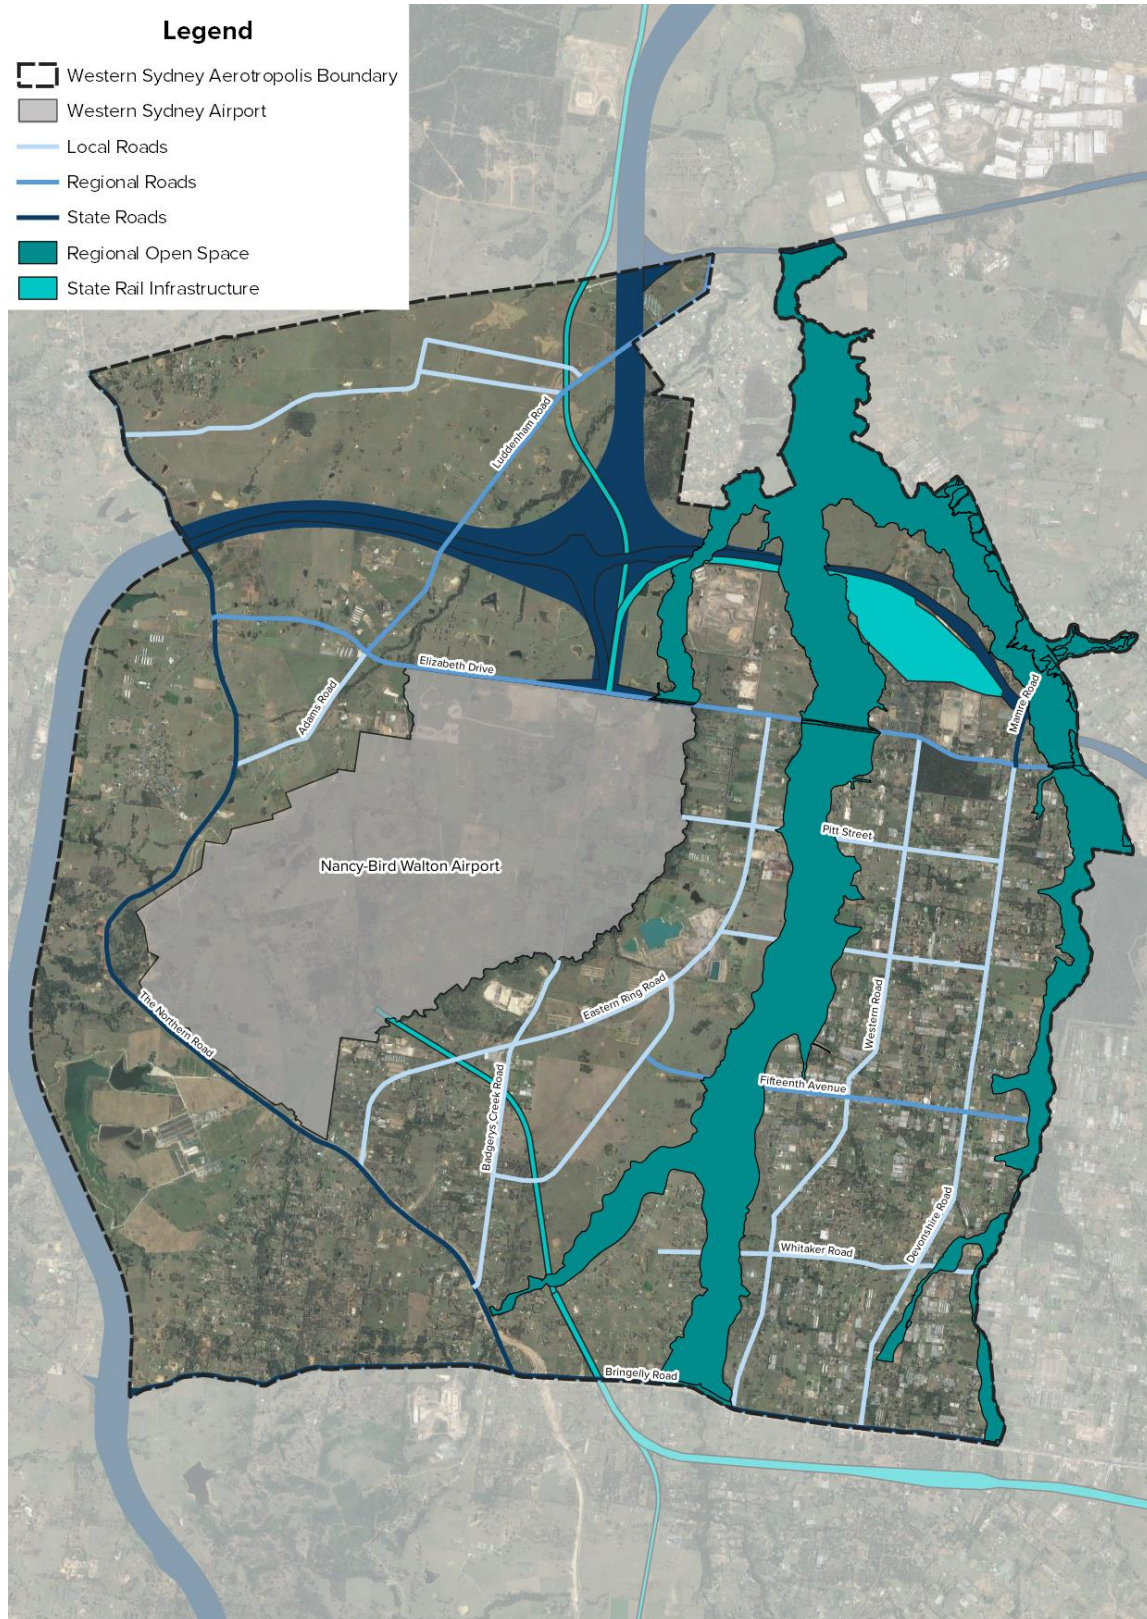 Legend
Western Sydney Aerotropolis Boundary
Western Sydney Airport
Local Roads
Regional Roads
State Roads
Regional Open Space
State Rail Infrastructure
Luddenham Road
Elizabeth Drive
Adams Road
Mamre Road
Pitt Street
Nancy-Bird Walton Airport
Eastern Ring Road
Western Road
The Northern Road
Badgerys Creek Road
Fifteenth Avenue
Devonshire Road
Whitaker Road
Bringelly Road